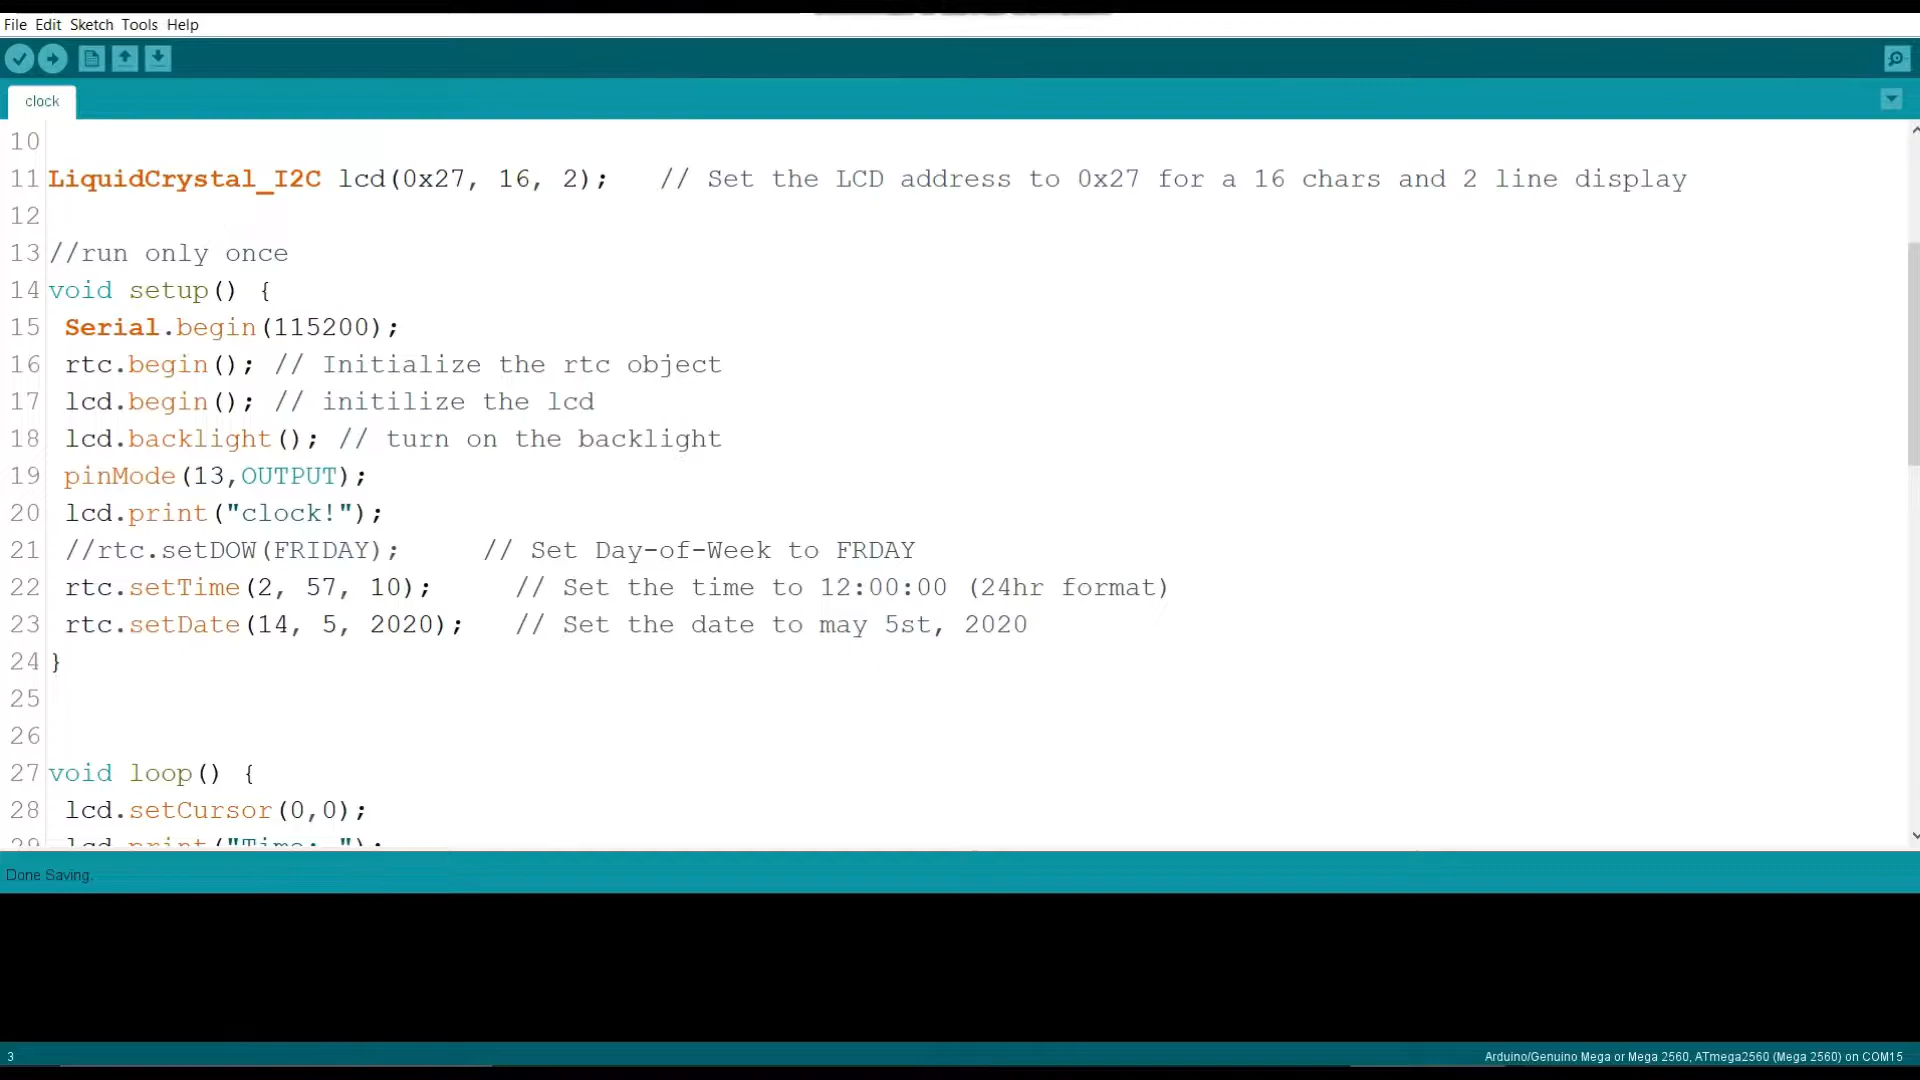 File Edit Sketch Tools Help
clock
10
11 LiquidCrystal_I2C lcd(0x27, 16, 2);   // Set the LCD address to 0x27 for a 16 chars and 2 line display
12
13 //run only once
14 void setup() {
15  Serial.begin(115200);
16  rtc.begin(); // Initialize the rtc object
17  lcd.begin(); // initilize the lcd
18  lcd.backlight(); // turn on the backlight
19  pinMode(13,OUTPUT);
20  lcd.print("clock!");
21  //rtc.setDOW(FRIDAY);     // Set Day-of-Week to FRDAY
22  rtc.setTime(2, 57, 10);     // Set the time to 12:00:00 (24hr format)
23  rtc.setDate(14, 5, 2020);   // Set the date to may 5st, 2020
24 }
25
26
27 void loop() {
28  lcd.setCursor(0,0);
29  lcd.print("Time: ");
Done Saving.
3
Arduino/Genuino Mega or Mega 2560, ATmega2560 (Mega 2560) on COM15